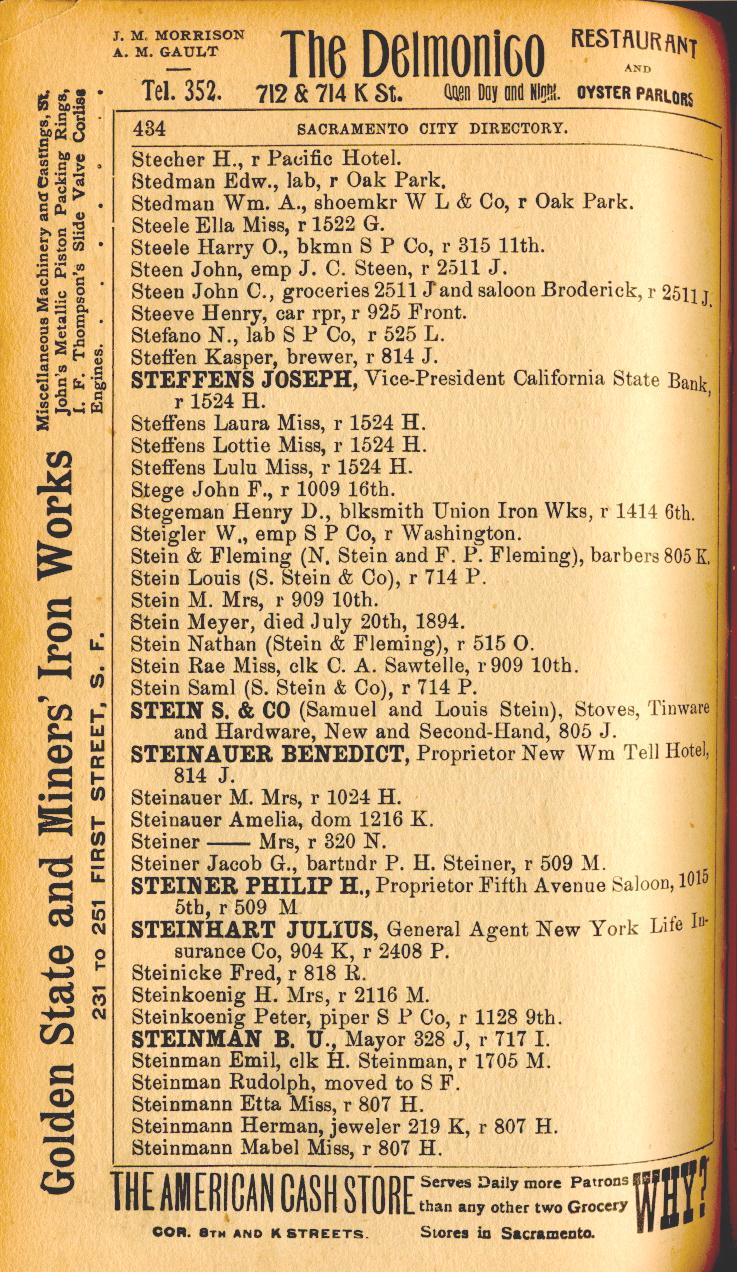 J. M. MORRISON
A. M. GAULT
Tel. 352.
The Delmonico
712 & 714 K St.
Open Day and Night.
RESTAURANT
AND
OYSTER PARLORS
434 SACRAMENTO CITY DIRECTORY.
Stecher H., r Pacific Hotel.
Stedman Edw., lab, r Oak Park.
Stedman Wm. A., shoemkr W L & Co, r Oak Park.
Steele Ella Miss, r 1522 G.
Steele Harry O., bkmn S P Co, r 315 11th.
Steen John, emp J. C. Steen, r 2511 J.
Steen John C., groceries 2511 J and saloon Broderick, r 2511 J.
Steeve Henry, car rpr, r 925 Front.
Stefano N., lab S P Co, r 525 L.
Steffen Kasper, brewer, r 814 J.
STEFFENS JOSEPH, Vice-President California State Bank,
r 1524 H.
Steffens Laura Miss, r 1524 H.
Steffens Lottie Miss, r 1524 H.
Steffens Lulu Miss, r 1524 H.
Stege John F., r 1009 16th.
Stegeman Henry D., blksmith Union Iron Wks, r 1414 6th.
Steigler W., emp S P Co, r Washington.
Stein & Fleming (N. Stein and F. P. Fleming), barbers 805 K.
Stein Louis (S. Stein & Co), r 714 P.
Stein M. Mrs, r 909 10th.
Stein Meyer, died July 20th, 1894.
Stein Nathan (Stein & Fleming), r 515 O.
Stein Rae Miss, clk C. A. Sawtelle, r 909 10th.
Stein Saml (S. Stein & Co), r 714 P.
STEIN S. & CO (Samuel and Louis Stein), Stoves, Tinware
and Hardware, New and Second-Hand, 805 J.
STEINAUER BENEDICT, Proprietor New Wm Tell Hotel,
814 J.
Steinauer M. Mrs, r 1024 H.
Steinauer Amelia, dom 1216 K.
Steiner —— Mrs, r 320 N.
Steiner Jacob G., bartndr P. H. Steiner, r 509 M.
STEINER PHILIP H., Proprietor Fifth Avenue Saloon, 1015
5th, r 509 M
STEINHART JULIUS, General Agent New York Life In-
surance Co, 904 K, r 2408 P.
Steinicke Fred, r 818 R.
Steinkoenig H. Mrs, r 2116 M.
Steinkoenig Peter, piper S P Co, r 1128 9th.
STEINMAN B. U., Mayor 328 J, r 717 I.
Steinman Emil, clk H. Steinman, r 1705 M.
Steinman Rudolph, moved to S F.
Steinmann Etta Miss, r 807 H.
Steinmann Herman, jeweler 219 K, r 807 H.
Steinmann Mabel Miss, r 807 H.
THE AMERICAN CASH STORE
COR. 8TH AND K STREETS.
Serves Daily more Patrons
than any other two Grocery
Stores in Sacramento.
WHY?
Golden State and Miners' Iron Works
231 TO 251 FIRST STREET, S. F.
Miscellaneous Machinery and Castings, St.
John's Metallic Piston Packing Rings,
I. F. Thompson's Slide Valve Corliss
Engines.